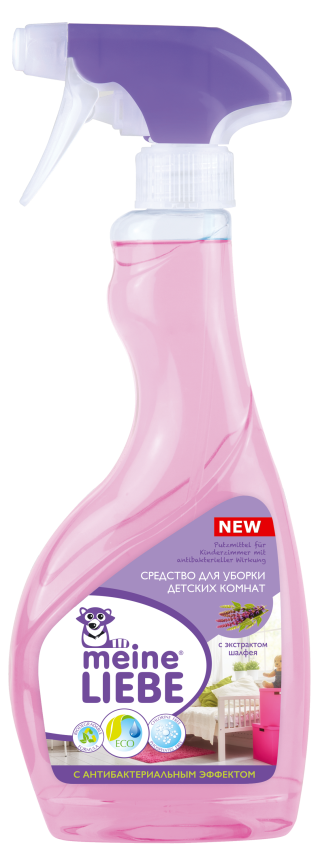 NEW
Putzmittel für
Kinderzimmer mit
antibakterieller Wirkung
СРЕДСТВО ДЛЯ УБОРКИ
ДЕТСКИХ КОМНАТ
с экстрактом
шалфея
meine®
LIEBE
ECO
С АНТИБАКТЕРИАЛЬНЫМ ЭФФЕКТОМ